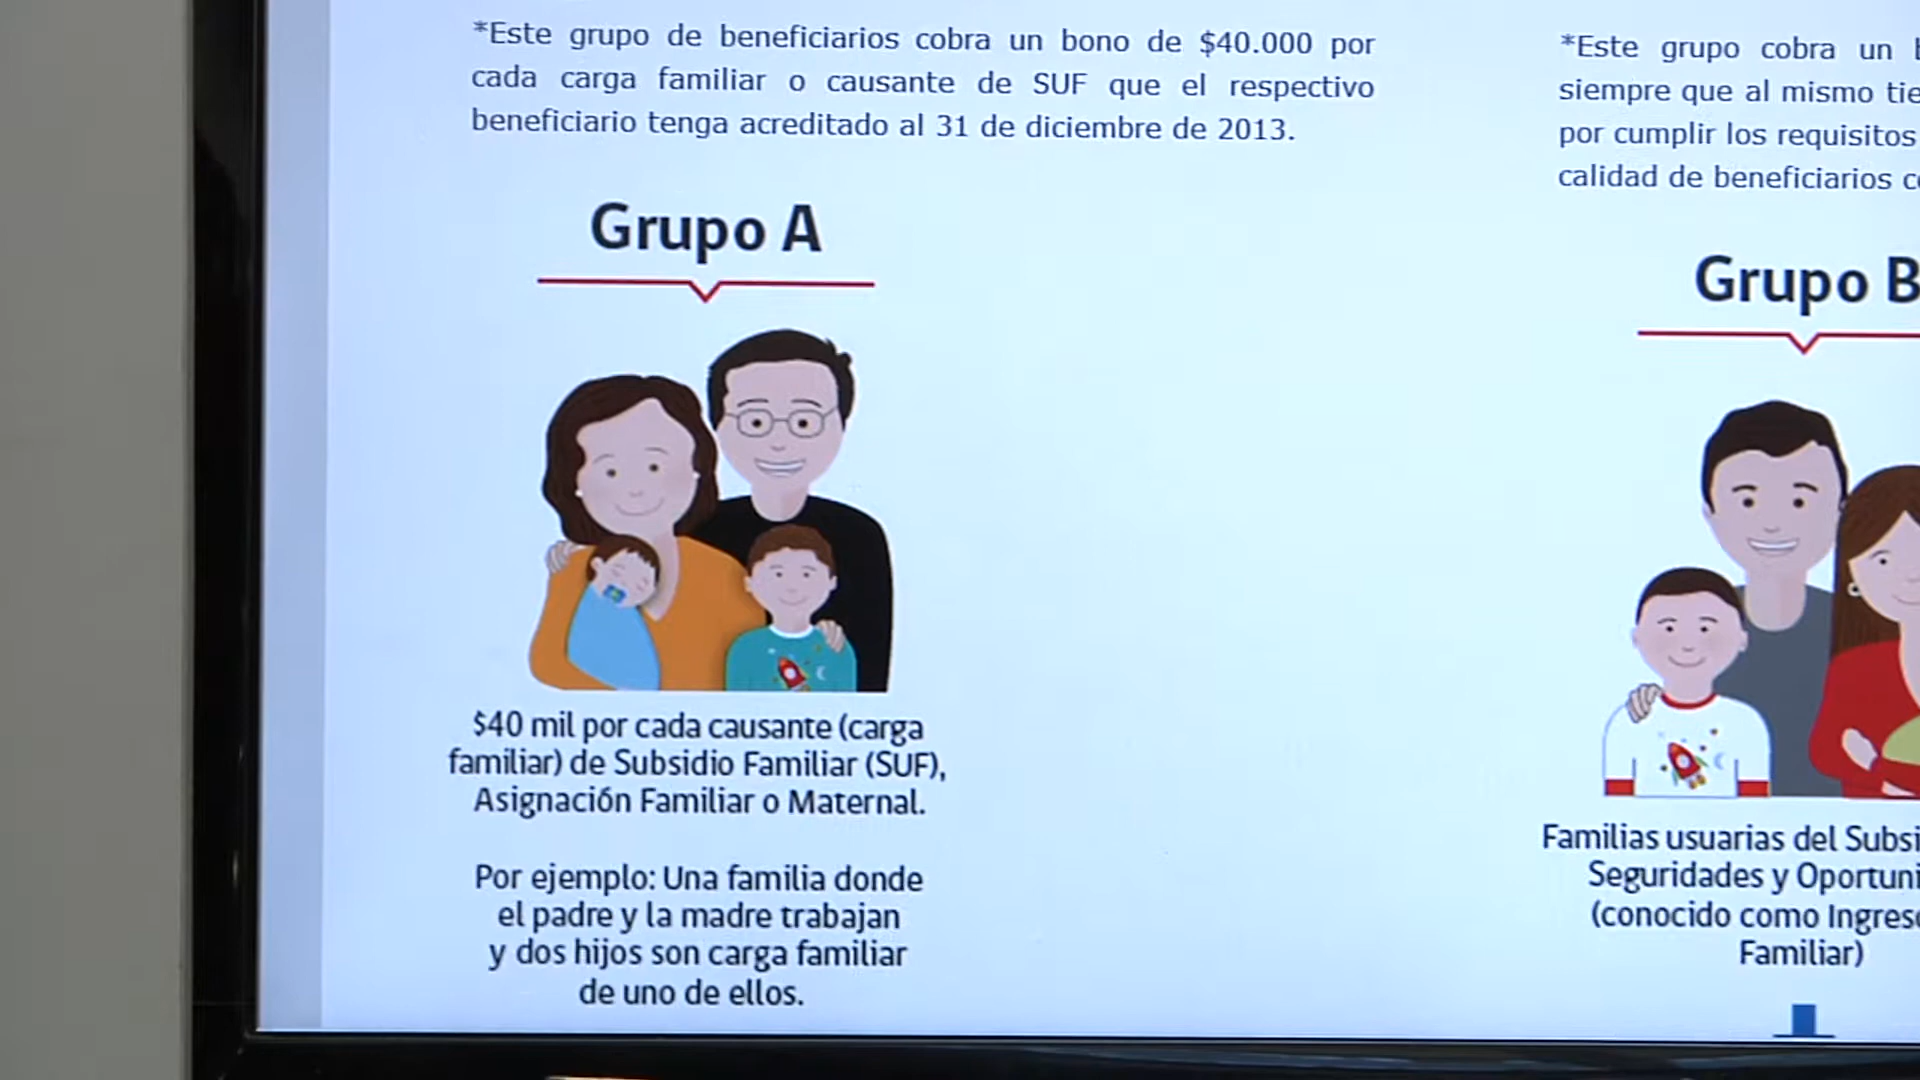 *Este grupo de beneficiarios cobra un bono de $40.000 por
cada carga familiar o causante de SUF que el respectivo
beneficiario tenga acreditado al 31 de diciembre de 2013.
Grupo A
$40 mil por cada causante (carga
familiar) de Subsidio Familiar (SUF),
Asignación Familiar o Maternal.
Por ejemplo: Una familia donde
el padre y la madre trabajan
y dos hijos son carga familiar
de uno de ellos.
*Este grupo cobra un
siempre que al mismo
por cumplir los requisitos
calidad de beneficiarios
Grupo B
Familias usuarias del
Seguridades y
(conocido como
Familiar)